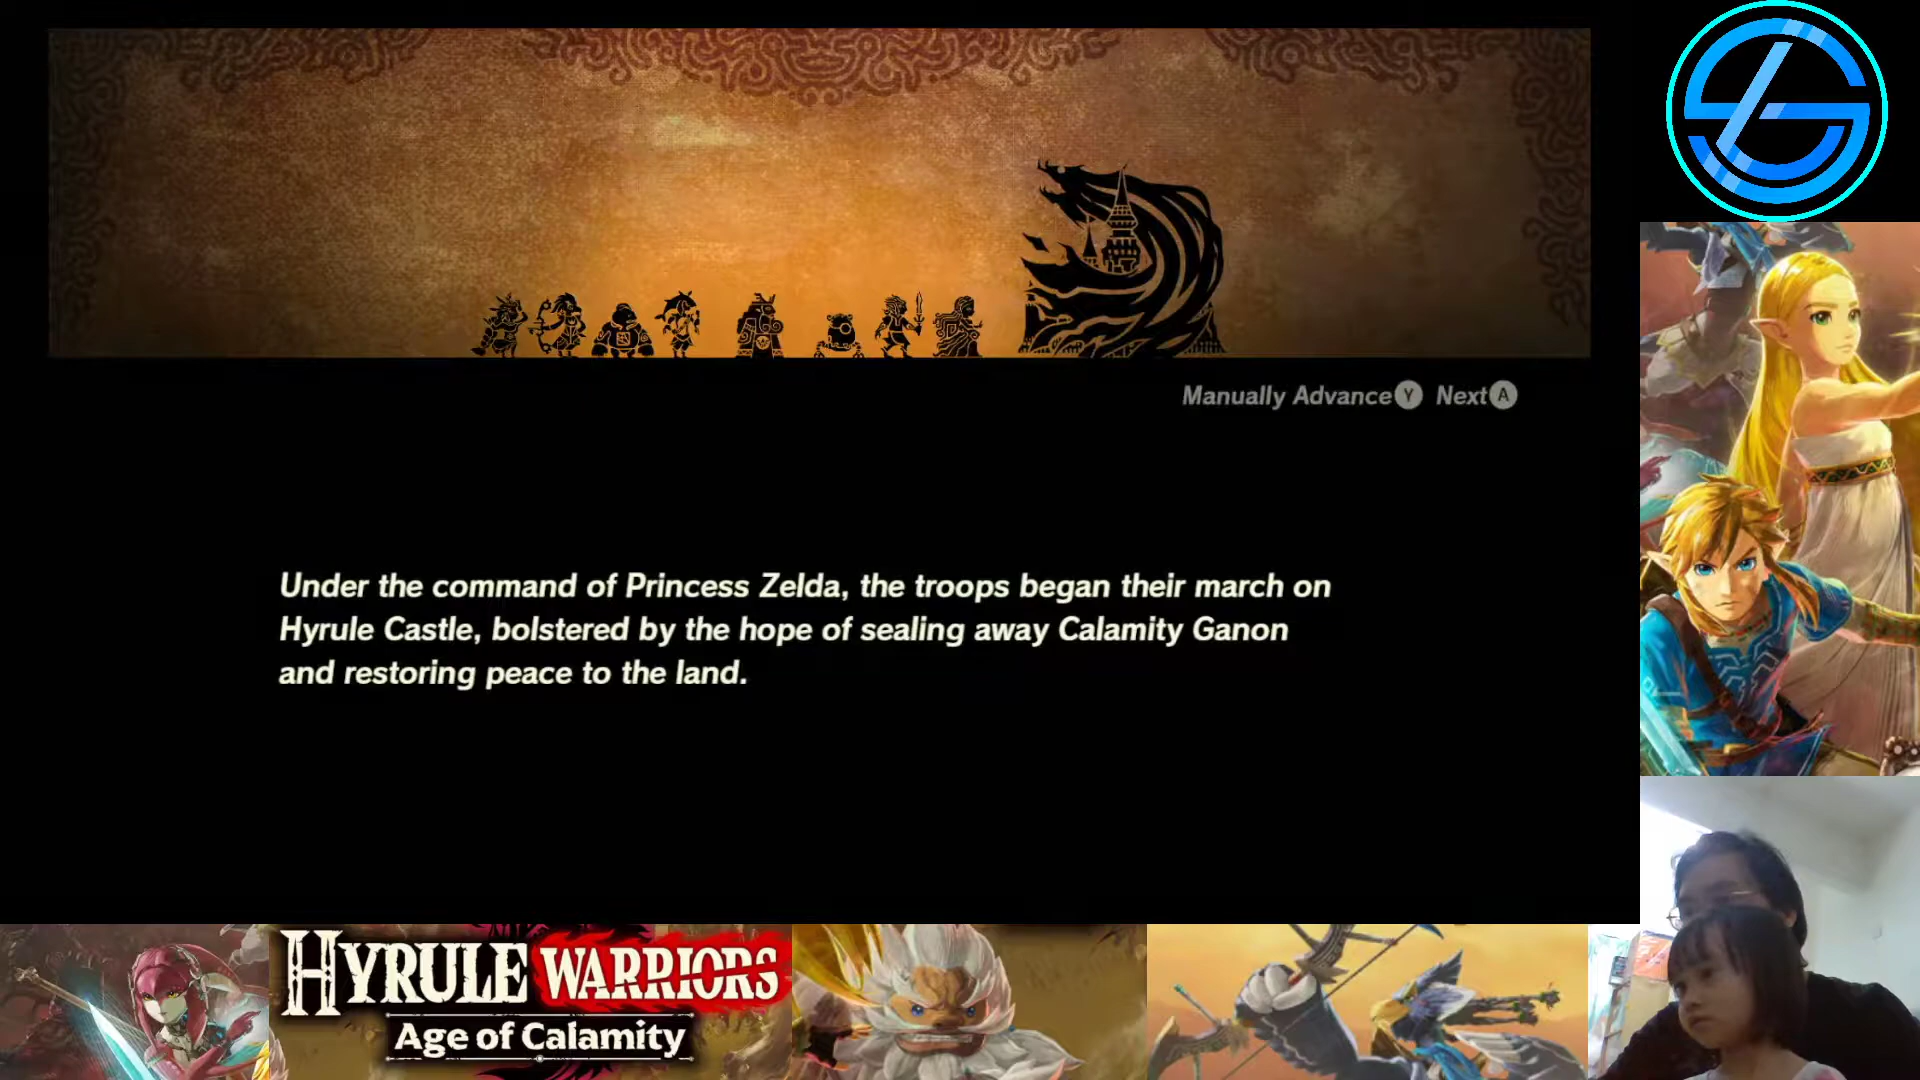 Manually Advance Y Next A
Under the command of Princess Zelda, the troops began their march on
Hyrule Castle, bolstered by the hope of sealing away Calamity Ganon
and restoring peace to the land.
HYRULE WARRIORS
Age of Calamity